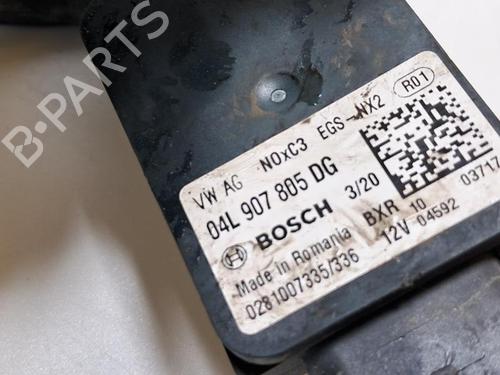 B-PARTS
VW AG NOxC3 EGS-NX2 R01
04L 907 805 DG
BOSCH 3/20
Made in Romania BXR 10
0281007335/336 12V 04592 03717